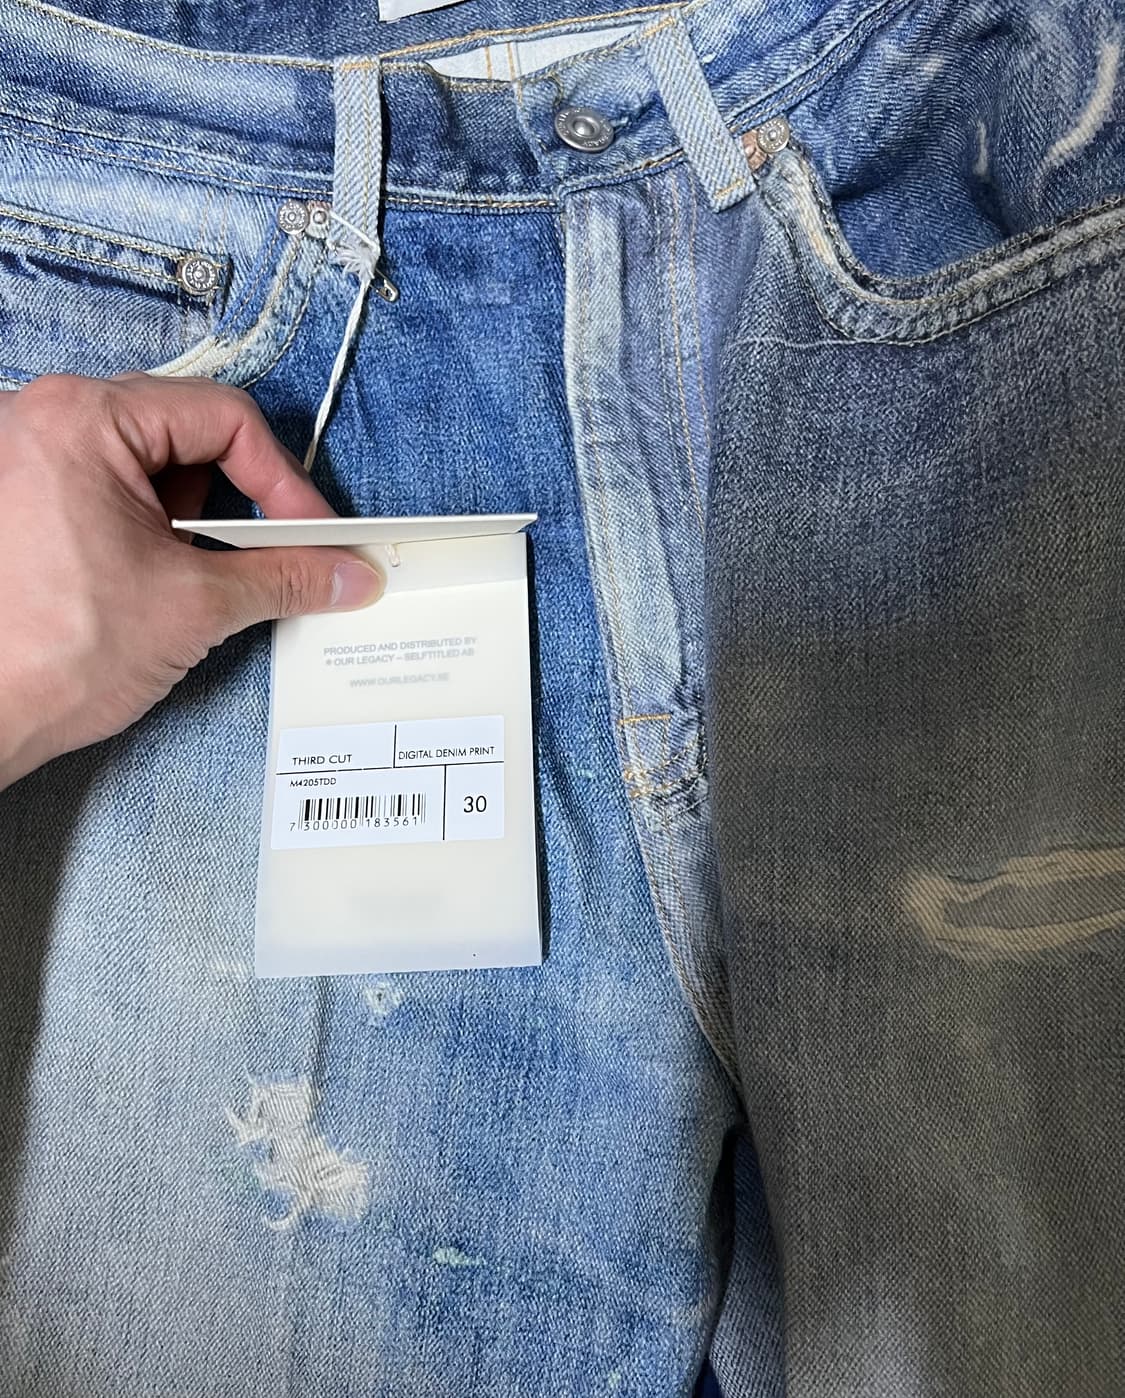 PRODUCED AND DISTRIBUTED BY
® OUR LEGACY – SELFTITLED AB
WWW.OURLEGACY.SE
THIRD CUT
DIGITAL DENIM PRINT
M4205TDD
30
7 300000 183561